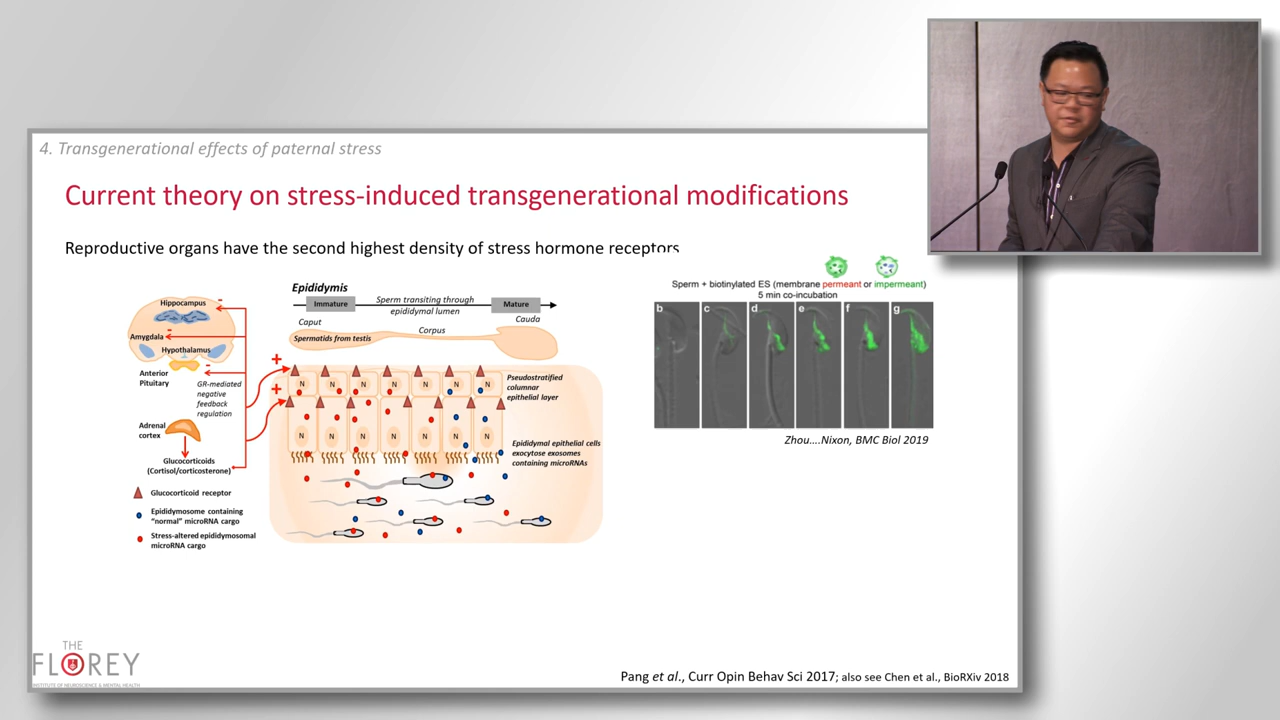 4. Transgenerational effects of paternal stress
Current theory on stress-induced transgenerational modifications
Reproductive organs have the second highest density of stress hormone receptors
Hippocampus
-
Amygdala
-
Hypothalamus
-
Anterior
Pituitary
GR-mediated
negative
feedback
regulation
Adrenal
cortex
Glucocorticoids
(Cortisol/corticosterone)
+
+
Epididymis
Immature
Sperm transiting through
epididymal lumen
Mature
Caput
Corpus
Cauda
Spermatids from testis
N N N N N N N
N N N N N N N
Pseudostratified
columnar
epithelial layer
Epididymal epithelial cells
exocytose exosomes
containing microRNAs
Glucocorticoid receptor
Epididymosome containing
"normal" microRNA cargo
Stress-altered epididymosomal
microRNA cargo
Sperm + biotinylated ES (membrane permeant or impermeant)
5 min co-incubation
b c d e f g
Zhou....Nixon, BMC Biol 2019
THE
FLOREY
INSTITUTE OF NEUROSCIENCE & MENTAL HEALTH
Pang et al., Curr Opin Behav Sci 2017; also see Chen et al., BioRXiv 2018